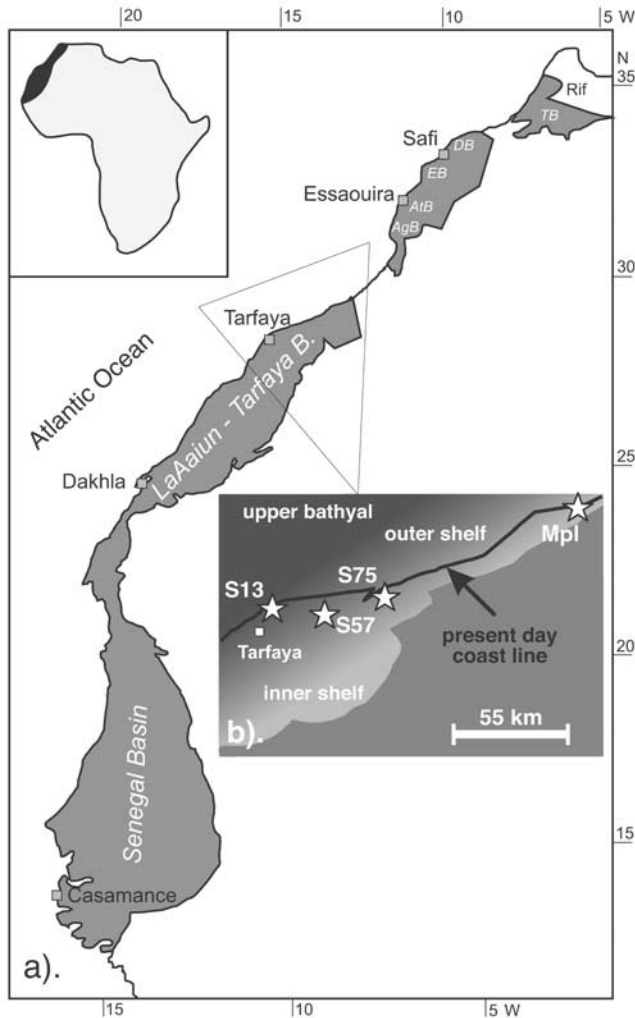 20
15
10
5 W
N
35
Rif
TB
Safi
DB
EB
Essaouira
AtB
AgB
30
Tarfaya
LaAaiun - Tarfaya B.
Atlantic Ocean
Dakhla
25
upper bathyal
outer shelf
Mpl
S13
S75
S57
Tarfaya
present day
coast line
inner shelf
55 km
b).
20
Senegal Basin
15
Casamance
a).
15
10
5 W